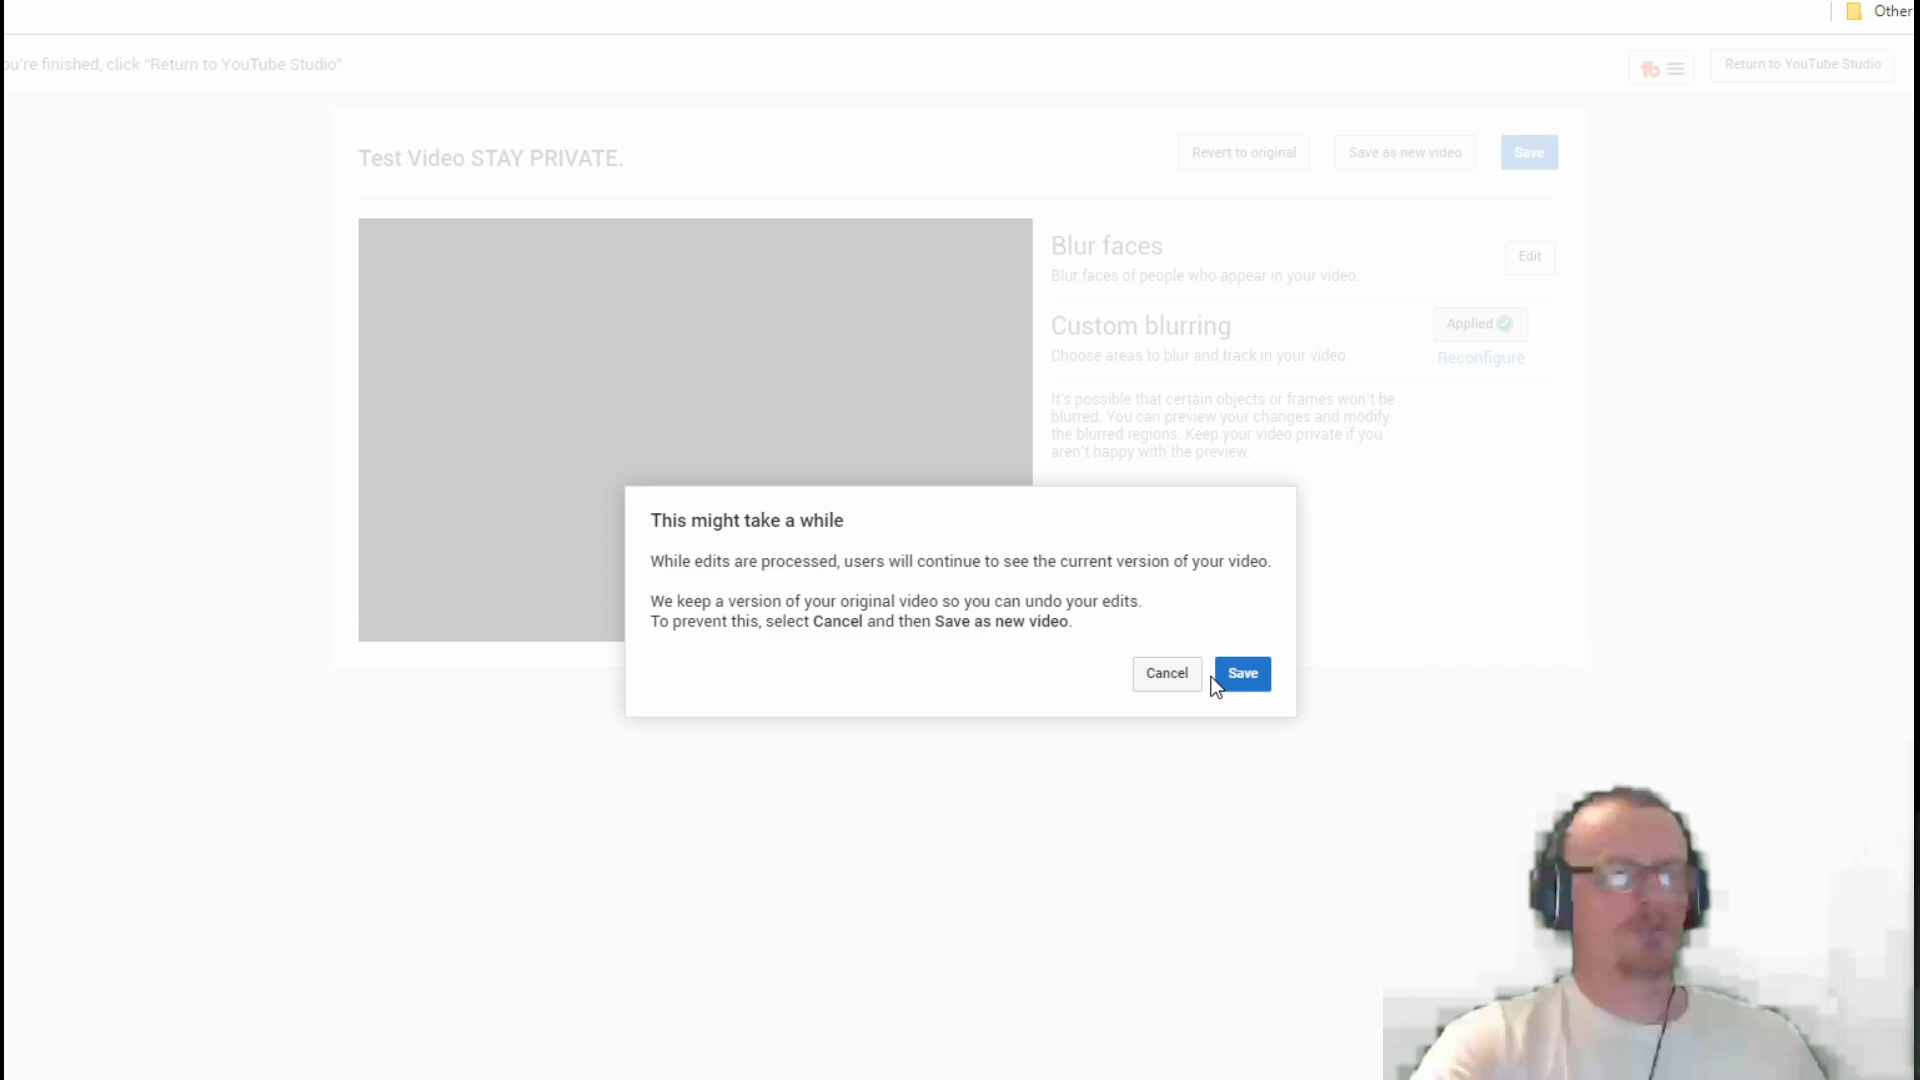 Other
ou're finished, click “Return to YouTube Studio”
tb
Return to YouTube Studio
Test Video STAY PRIVATE.
Revert to original
Save as new video
Save
Blur faces
Blur faces of people who appear in your video.
Edit
Custom blurring
Choose areas to blur and track in your video.
Applied
Reconfigure
It's possible that certain objects or frames won't be
blurred. You can preview your changes and modify
the blurred regions. Keep your video private if you
aren't happy with the preview.
This might take a while
While edits are processed, users will continue to see the current version of your video.
We keep a version of your original video so you can undo your edits.
To prevent this, select Cancel and then Save as new video.
Cancel
Save